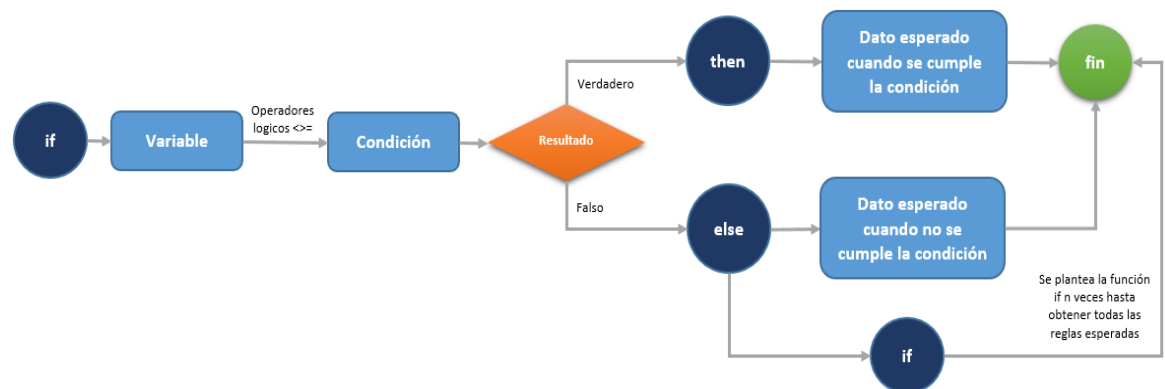 if
Variable
Operadores
logicos <>=
Condición
Resultado
Verdadero
then
Dato esperado
cuando se cumple
la condición
fin
Falso
else
Dato esperado
cuando no se
cumple la condición
if
Se plantea la función
if n veces hasta
obtener todas las
reglas esperadas